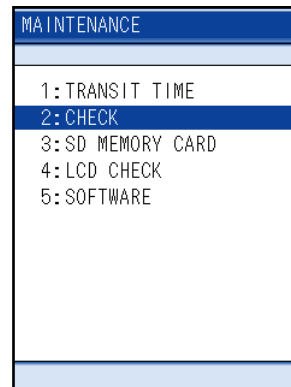 MAINTENANCE
1:TRANSIT TIME
2:CHECK
3:SD MEMORY CARD
4:LCD CHECK
5:SOFTWARE